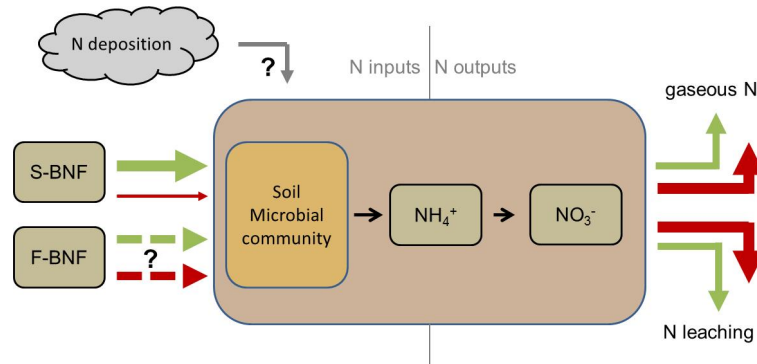 N deposition
?
N inputs
N outputs
gaseous N
S-BNF
F-BNF
?
Soil
Microbial
community
NH₄⁺
NO₃⁻
N leaching